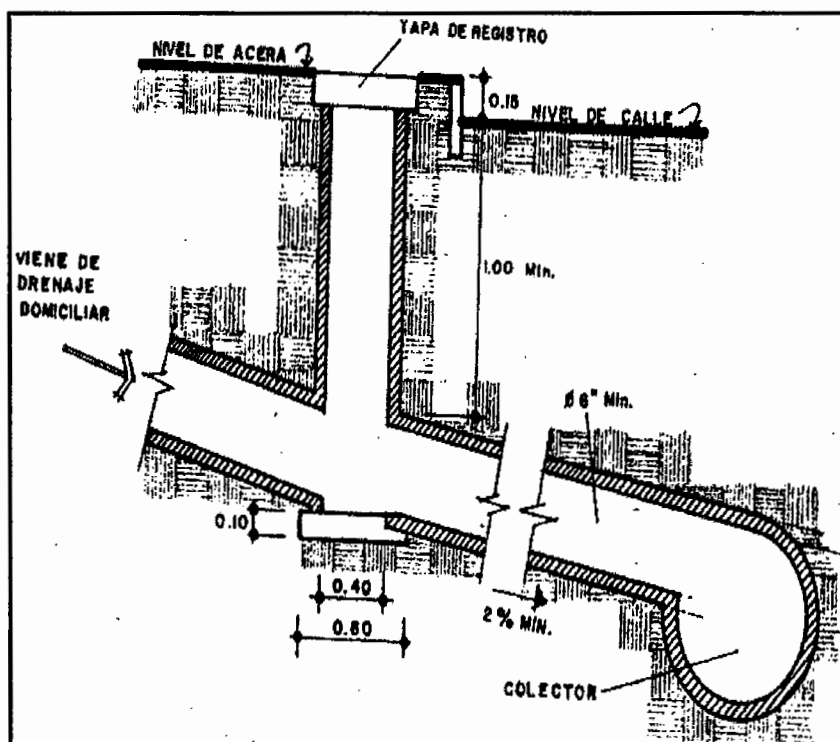 TAPA DE REGISTRO
NIVEL DE ACERA
0.15
NIVEL DE CALLE
1.00 Min.
VIENE DE
DRENAJE
DOMICILIAR
Ø 6" Min.
0.10
0.40
0.60
2 % MIN.
COLECTOR